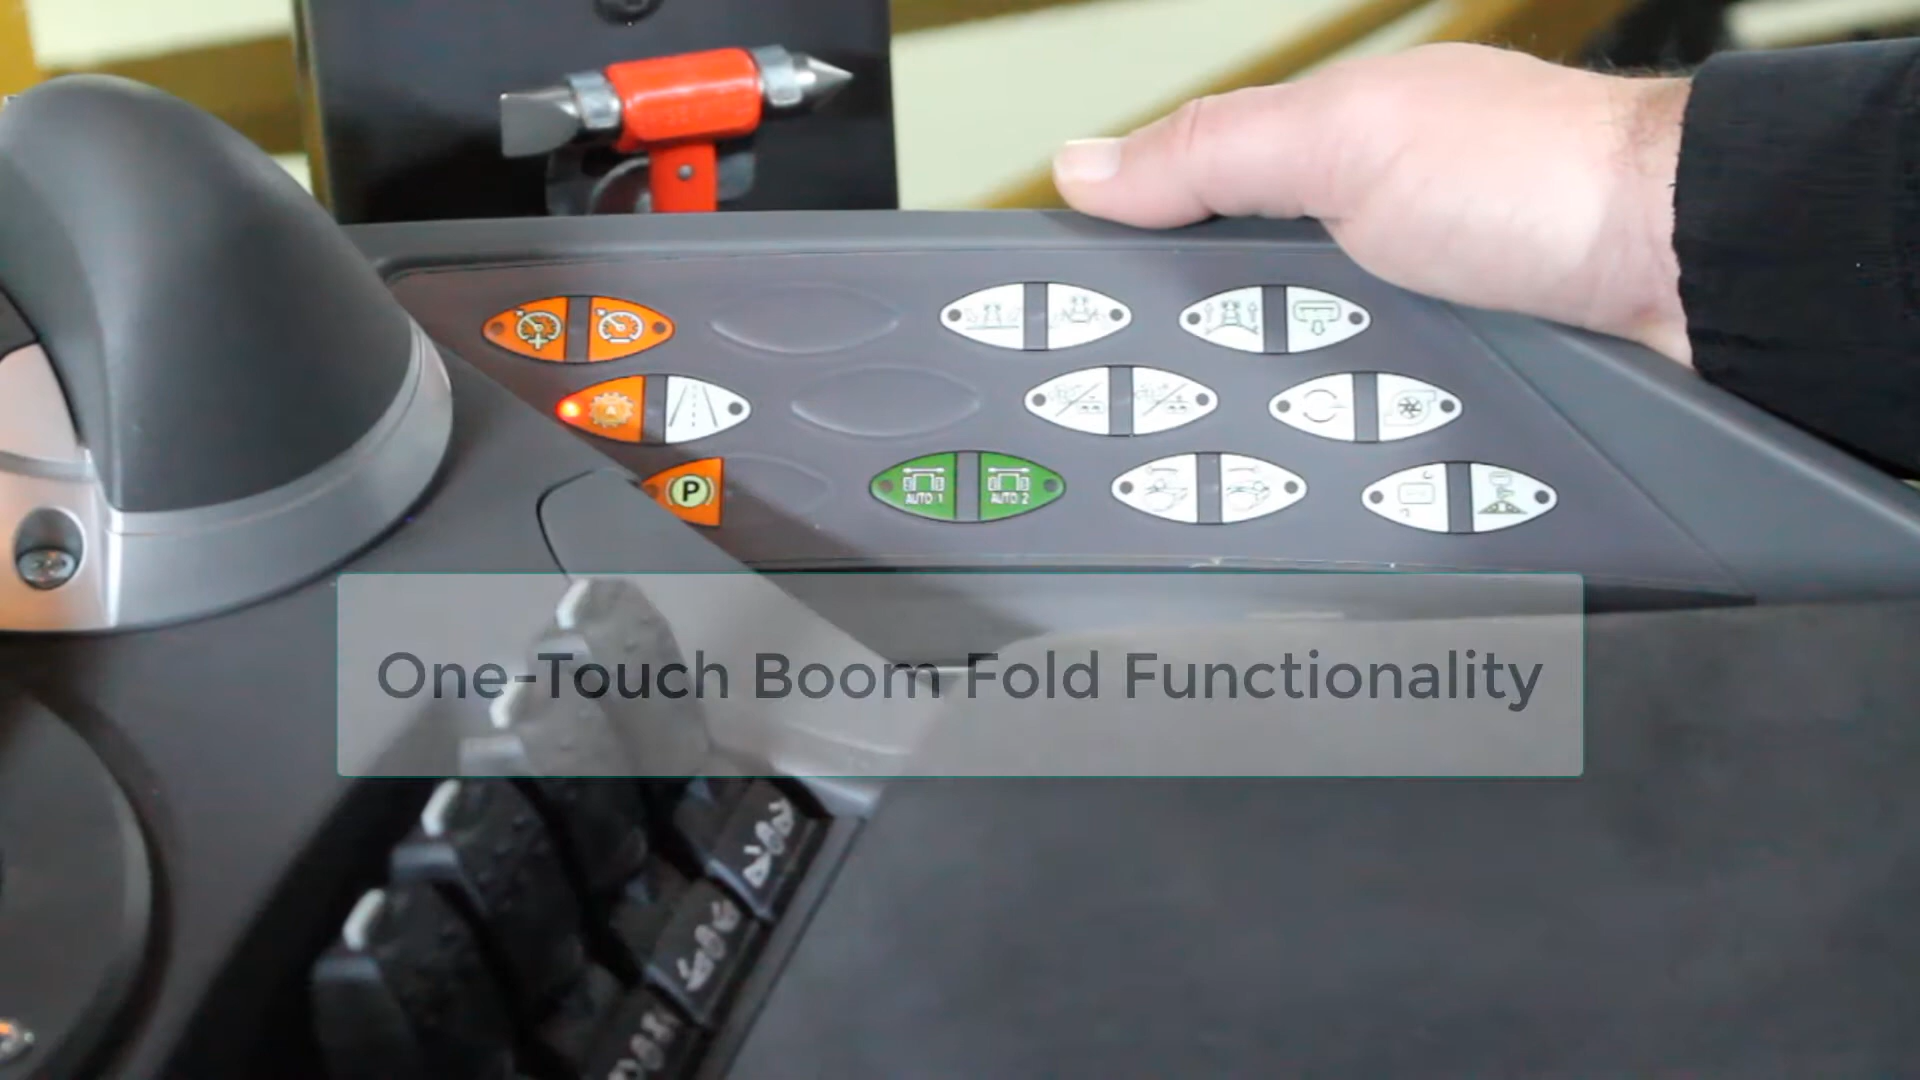 A
P
AUTO 1
AUTO 2
One-Touch Boom Fold Functionality